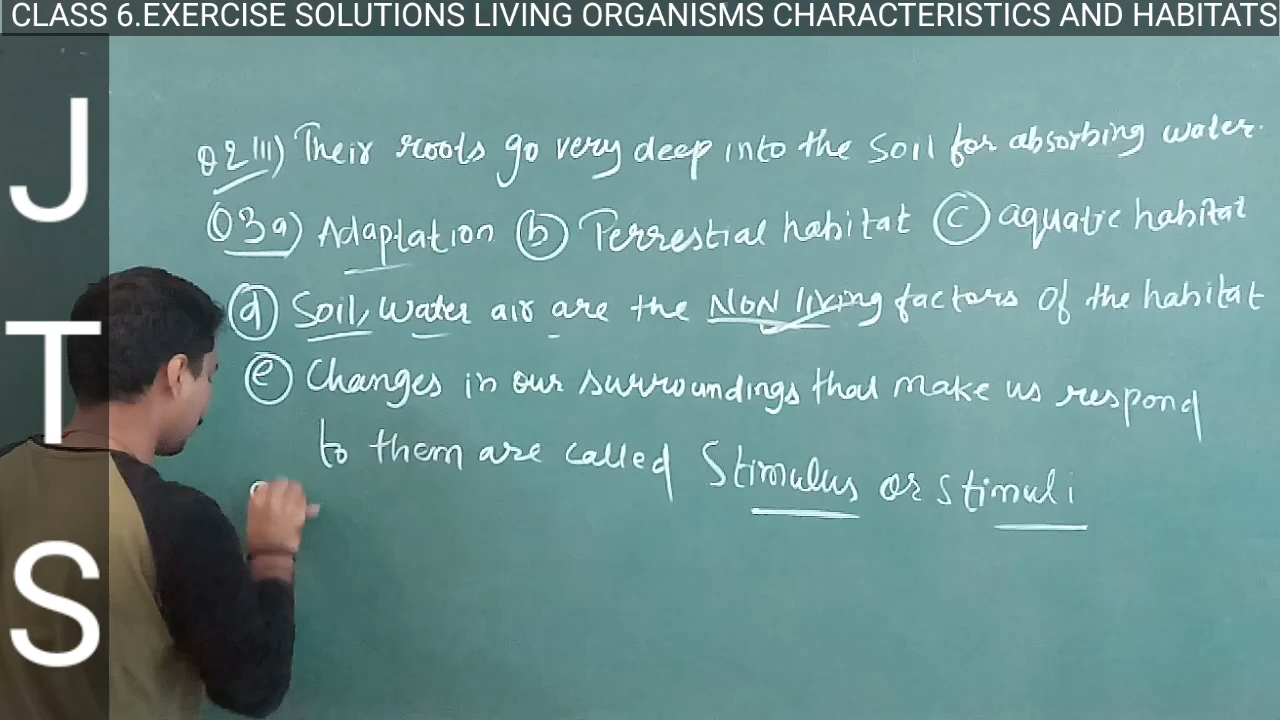 CLASS 6.EXERCISE SOLUTIONS LIVING ORGANISMS CHARACTERISTICS AND HABITATS
J
T
S
Q2 III) Their roots go very deep into the soil for absorbing water.
Q3 a) Adaptation (b) Terrestial habitat (c) aquatic habitat
(d) Soil, water air are the NON living factors of the habitat
(e) Changes in our surroundings that make us respond
to them are called Stimulus or stimuli